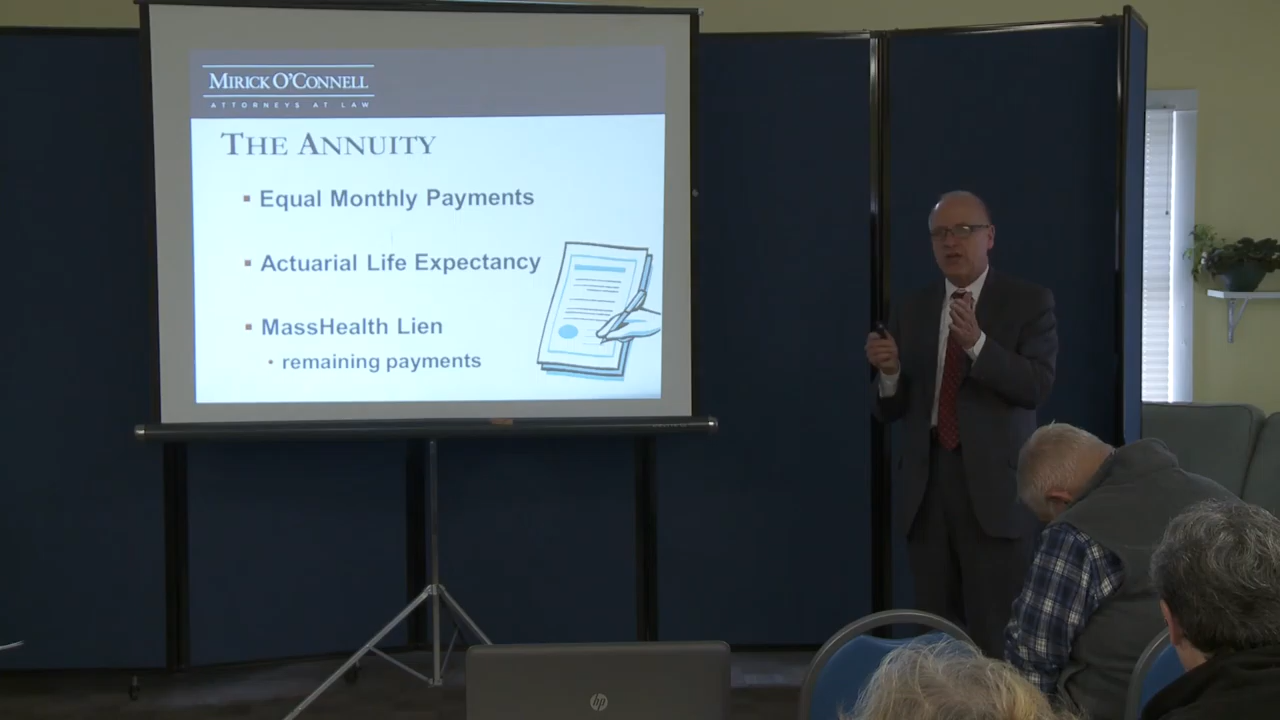 MIRICK O'CONNELL
ATTORNEYS AT LAW
THE ANNUITY
▪ Equal Monthly Payments
▪ Actuarial Life Expectancy
▪ MassHealth Lien
• remaining payments
hp